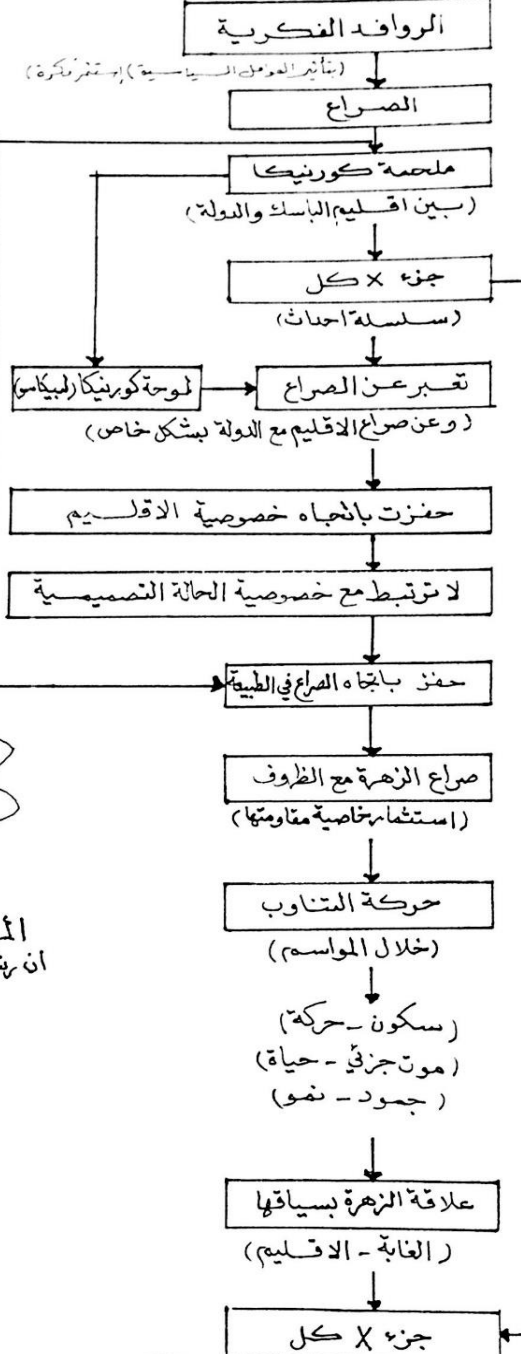 الروافد الفكرية
(بتأثير العوامل السياسية) إستنفر فكرة)
الصراع
ملحمة كورنيكا
(بين اقليم الباسك والدولة)
جزء X كل
(سلسلة احداث)
تعبر عن الصراع
لوحة كورنيكا (لبيكاسو)
(وعن صراع الاقليم مع الدولة بشكل خاص)
حفزت باتجاه خصوصية الاقليم
لا ترتبط مع خصوصية الحالة التصميمية
حفز باتجاه الصراع في الطبيعة
صراع الزهرة مع الظروف
(استثمار خاصية مقاومتها)
حركة التناوب
(خلال المواسم)
(سكون - حركة)
(موت جزئي - حياة)
(جمود - نمو)
علاقة الزهرة بسياقها
(الغابة - الاقليم)
جزء X كل